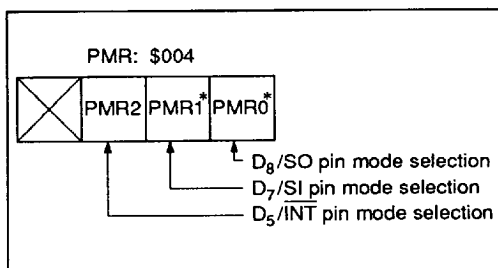 PMR: $004
PMR2 PMR1* PMR0*
D₈/SO pin mode selection
D₇/SI pin mode selection
D₅/I̅N̅T̅ pin mode selection